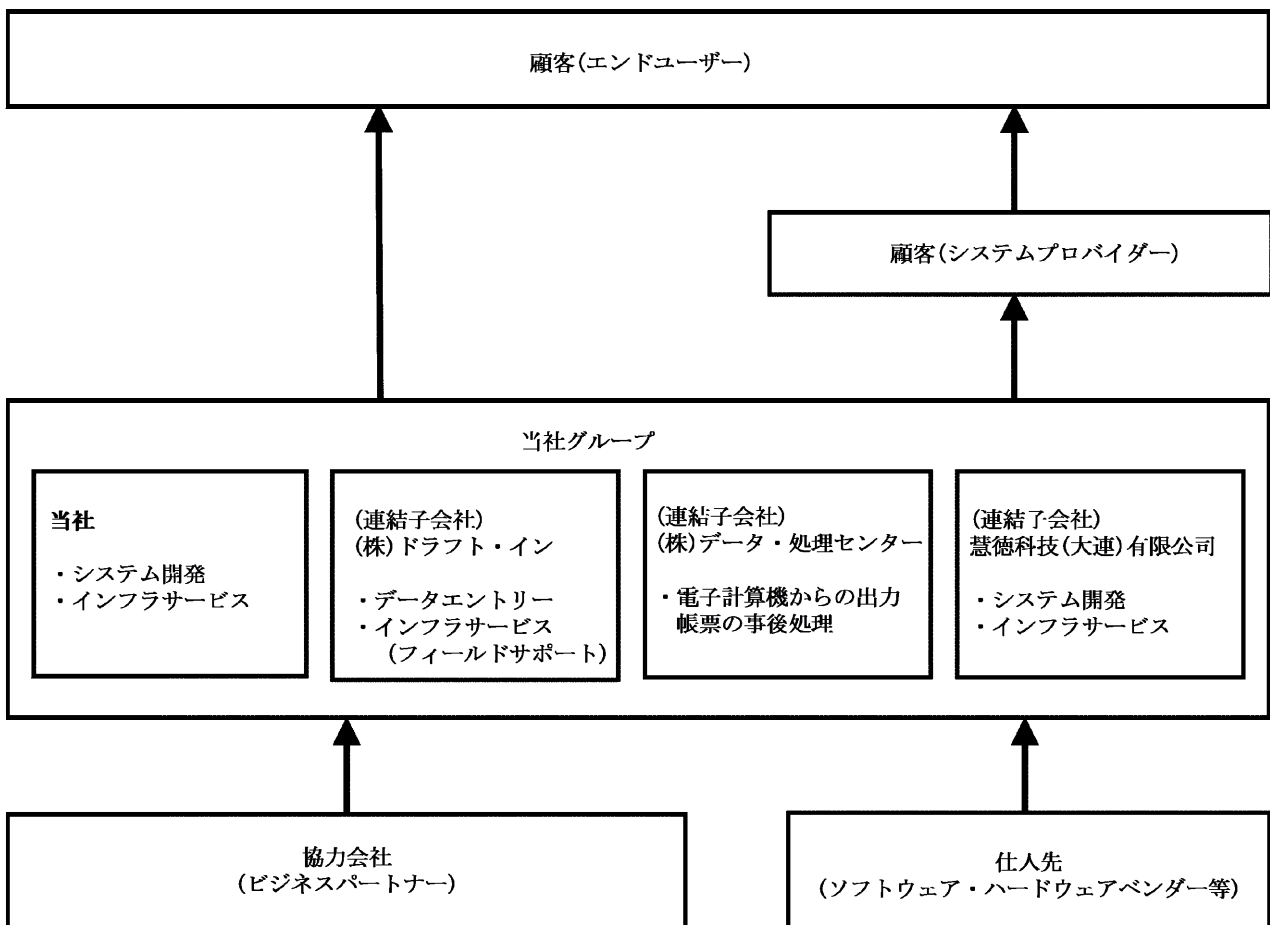 顧客(エンドユーザー)
顧客(システムプロバイダー)
当社グループ
当社
・システム開発
・インフラサービス
(連結子会社)
(株)ドラフト・イン
・データエントリー
・インフラサービス
(フィールドサポート)
(連結子会社)
(株)データ・処理センター
・電子計算機からの出力
帳票の事後処理
(連結子会社)
慧徳科技(大連)有限公司
・システム開発
・インフラサービス
協力会社
(ビジネスパートナー)
仕入先
(ソフトウェア・ハードウェアベンダー等)